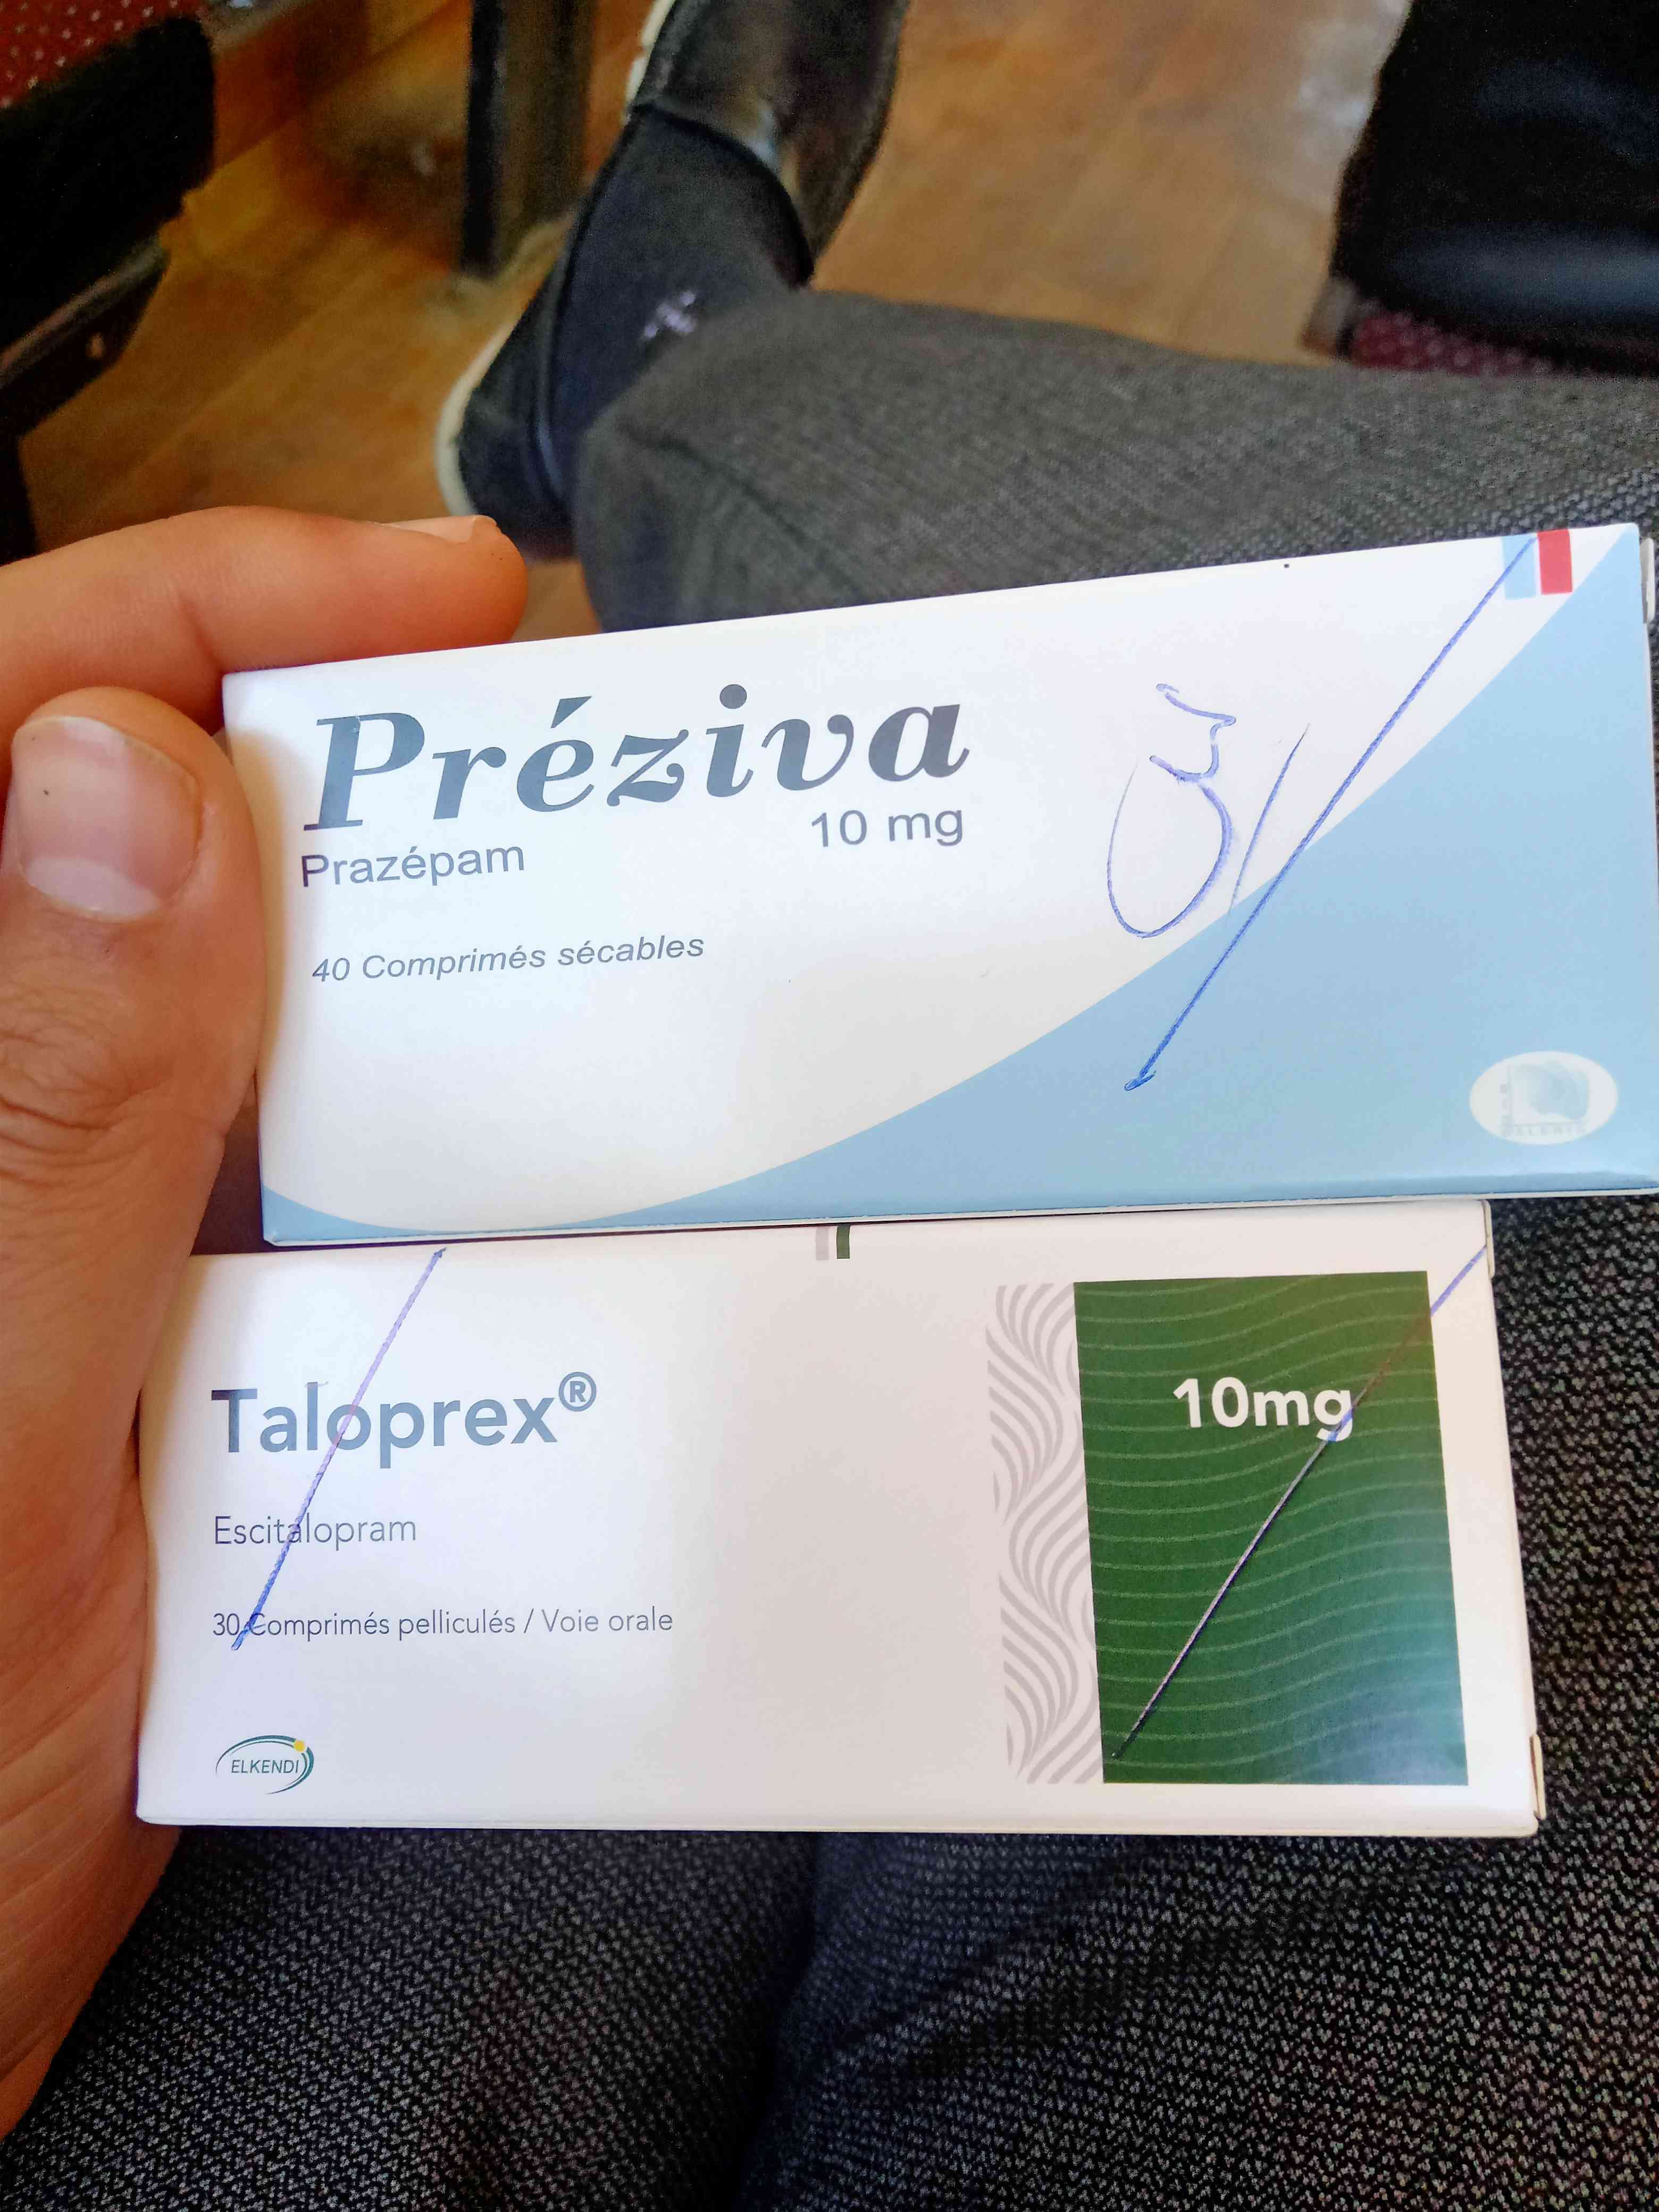 Préziva
10 mg
Prazépam
40 Comprimés sécables
Taloprex®
10mg
Escitalopram
30 Comprimés pelliculés / Voie orale
ELKENDI